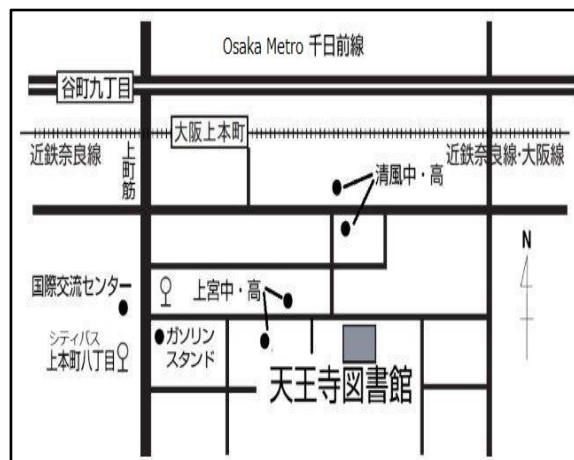 Osaka Metro 千日前線
谷町九丁目
大阪上本町
近鉄奈良線
上町筋
近鉄奈良線・大阪線
清風中・高
N
国際交流センター
上宮中・高
シティバス
上本町八丁目
ガソリン
スタンド
天王寺図書館